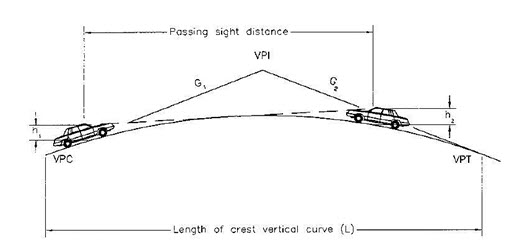 Passing sight distance
VPI
G₁
G₂
h₁
h₂
VPC
VPT
Length of crest vertical curve (L)